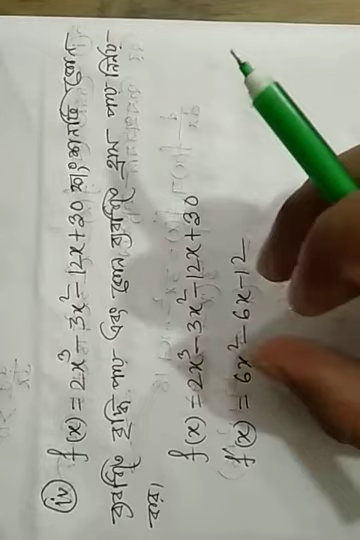 (iv) f(x) = 2x³ − 3x² − 12x + 30 ফাংশনটি কোন
ব্যবধিতে বৃদ্ধি পায় এবং কোন ব্যবধিতে হ্রাস পায় নির্ণয়
কর।
f(x) = 2x³ − 3x² − 12x + 30
f′(x) = 6x² − 6x − 12